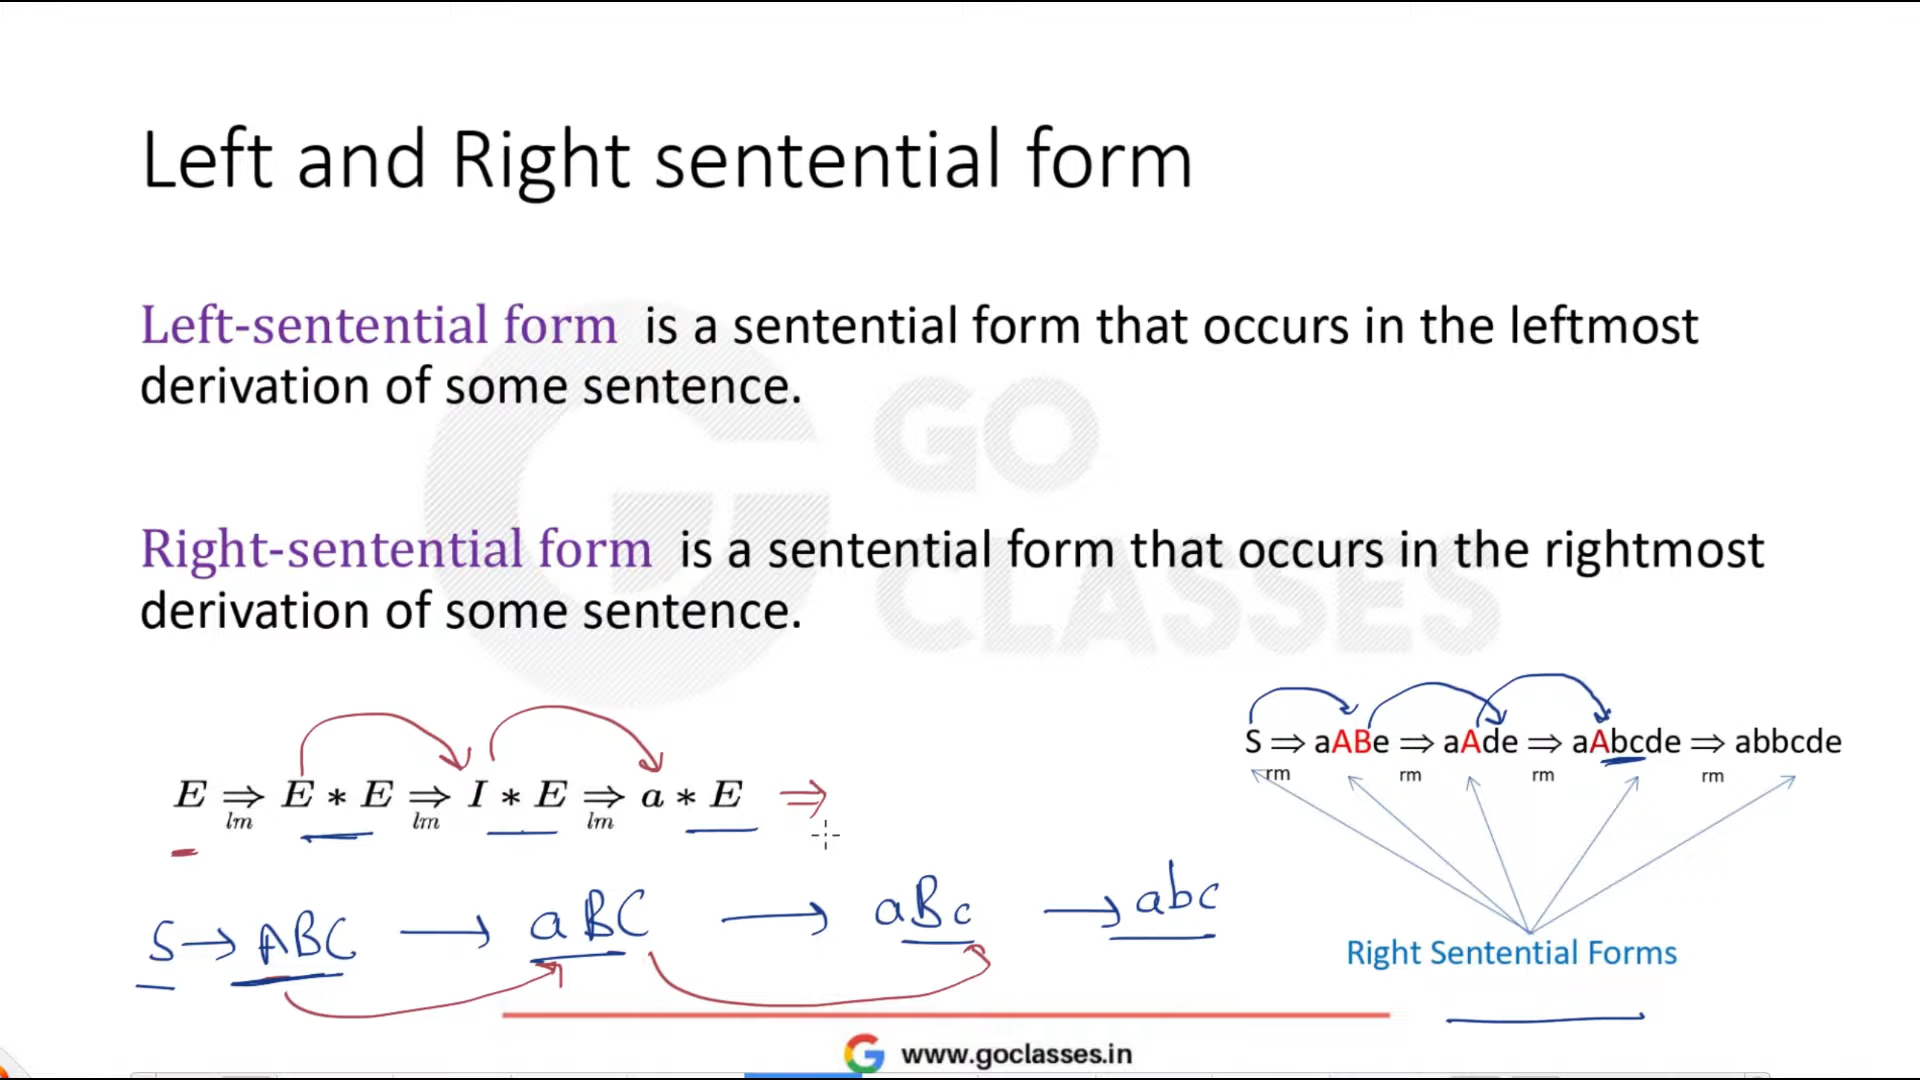 Left and Right sentential form
Left-sentential form is a sentential form that occurs in the leftmost
derivation of some sentence.
GO
CLASSES
Right-sentential form is a sentential form that occurs in the rightmost
derivation of some sentence.
S ⇒ aABe ⇒ aAde ⇒ aAbcde ⇒ abbcde
rm rm rm rm
E ⇒ E * E ⇒ I * E ⇒ a * E ⇒
lm lm lm
S → ABC → aBC → aBc → abc
Right Sentential Forms
www.goclasses.in